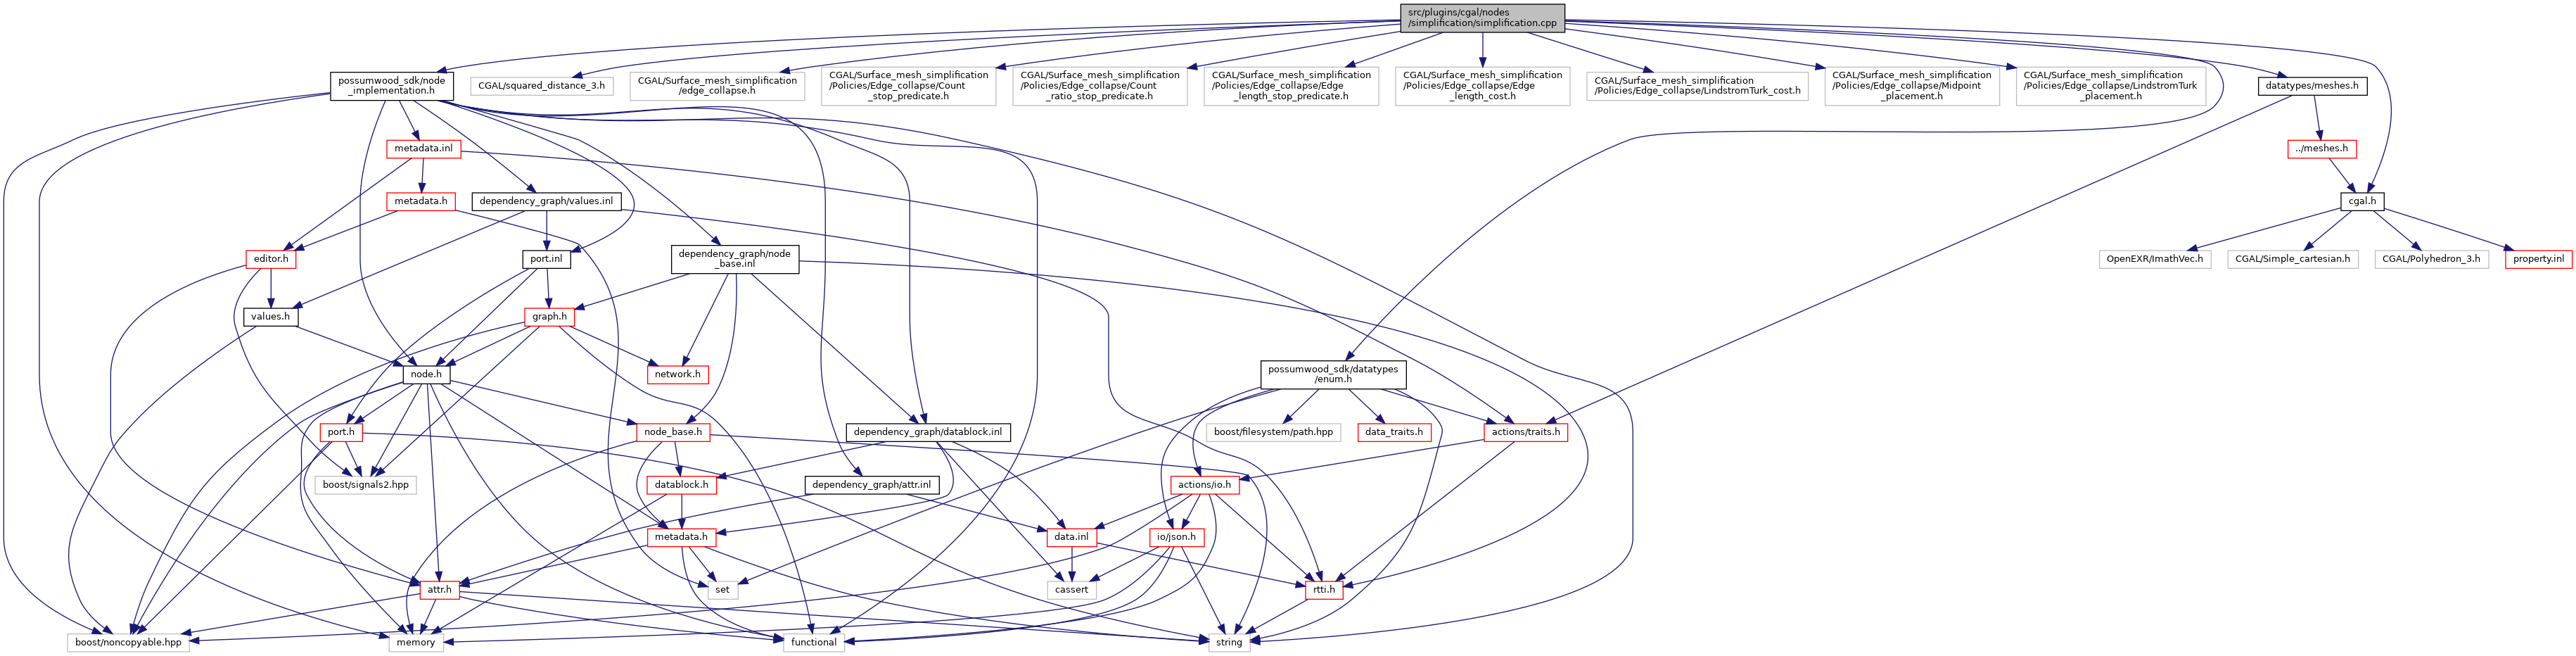 src/plugins/cgal/nodes
/simplification/simplification.cpp
possumwood_sdk/node
_implementation.h
CGAL/squared_distance_3.h
CGAL/Surface_mesh_simplification
/edge_collapse.h
CGAL/Surface_mesh_simplification
/Policies/Edge_collapse/Count
_stop_predicate.h
CGAL/Surface_mesh_simplification
/Policies/Edge_collapse/Count
_ratio_stop_predicate.h
CGAL/Surface_mesh_simplification
/Policies/Edge_collapse/Edge
_length_stop_predicate.h
CGAL/Surface_mesh_simplification
/Policies/Edge_collapse/Edge
_length_cost.h
CGAL/Surface_mesh_simplification
/Policies/Edge_collapse/LindstromTurk_cost.h
CGAL/Surface_mesh_simplification
/Policies/Edge_collapse/Midpoint
_placement.h
CGAL/Surface_mesh_simplification
/Policies/Edge_collapse/LindstromTurk
_placement.h
datatypes/meshes.h
metadata.inl
../meshes.h
metadata.h
dependency_graph/values.inl
cgal.h
editor.h
port.inl
dependency_graph/node
_base.inl
OpenEXR/ImathVec.h
CGAL/Simple_cartesian.h
CGAL/Polyhedron_3.h
property.inl
values.h
graph.h
node.h
network.h
possumwood_sdk/datatypes
/enum.h
port.h
node_base.h
dependency_graph/datablock.inl
boost/filesystem/path.hpp
data_traits.h
actions/traits.h
boost/signals2.hpp
datablock.h
dependency_graph/attr.inl
actions/io.h
metadata.h
data.inl
io/json.h
attr.h
set
cassert
rtti.h
boost/noncopyable.hpp
memory
functional
string